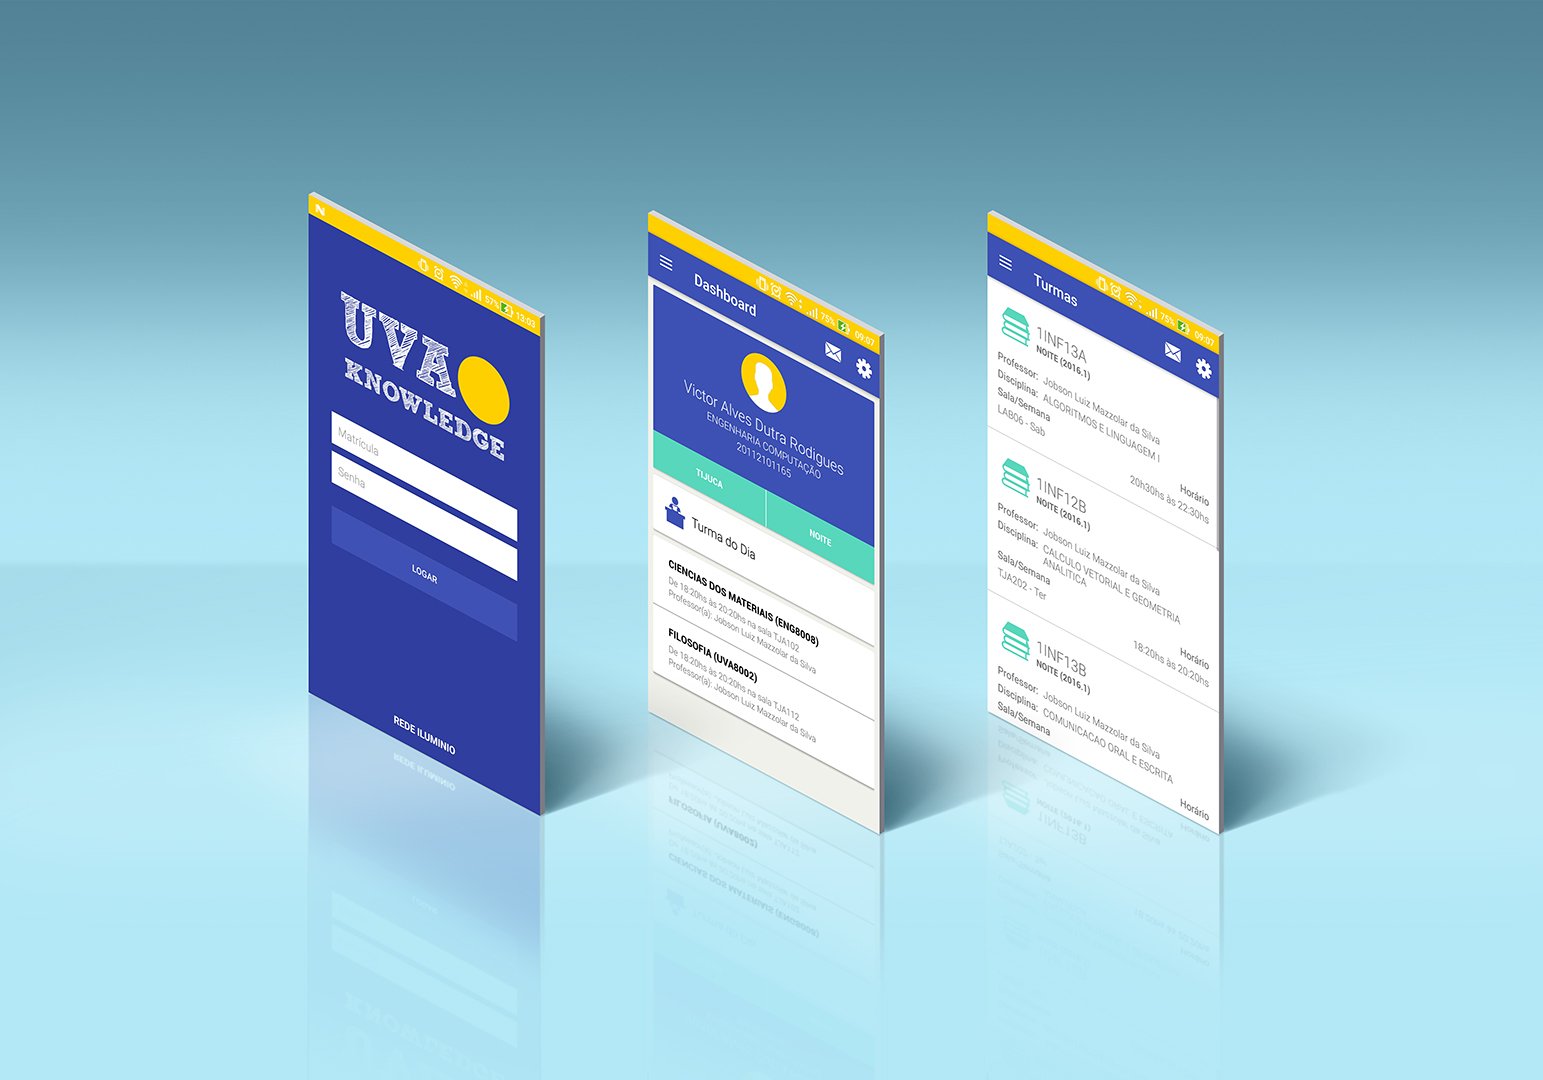 N
57% 13:03
UVA
KNOWLEDGE
Matrícula
Senha
LOGAR
REDE ILUMINIO
75% 09:07
Dashboard
Victor Alves Dutra Rodigues
ENGENHARIA COMPUTAÇÃO
20112101165
TIJUCA
NOITE
Turma do Dia
CIENCIAS DOS MATERIAIS (ENG8008)
De 18:20hs às 20:20hs na sala TJA102
Professor(a): Jobson Luiz Mazzolar da Silva
FILOSOFIA (UVA8002)
De 18:20hs às 20:20hs na sala TJA112
Professor(a): Jobson Luiz Mazzolar da Silva
75% 09:07
Turmas
1INF13A
NOITE (2016.1)
Professor: Jobson Luiz Mazzolar da Silva
Disciplina: ALGORITMOS E LINGUAGEM I
Sala/Semana
LAB06 - Sab
Horário
20h30hs às 22:30hs
1INF12B
NOITE (2016.1)
Professor: Jobson Luiz Mazzolar da Silva
Disciplina: CALCULO VETORIAL E GEOMETRIA
ANALITICA
Sala/Semana
TJA202 - Ter
Horário
18:20hs às 20:20hs
1INF13B
NOITE (2016.1)
Professor: Jobson Luiz Mazzolar da Silva
Disciplina: COMUNICACAO ORAL E ESCRITA
Sala/Semana
Horário